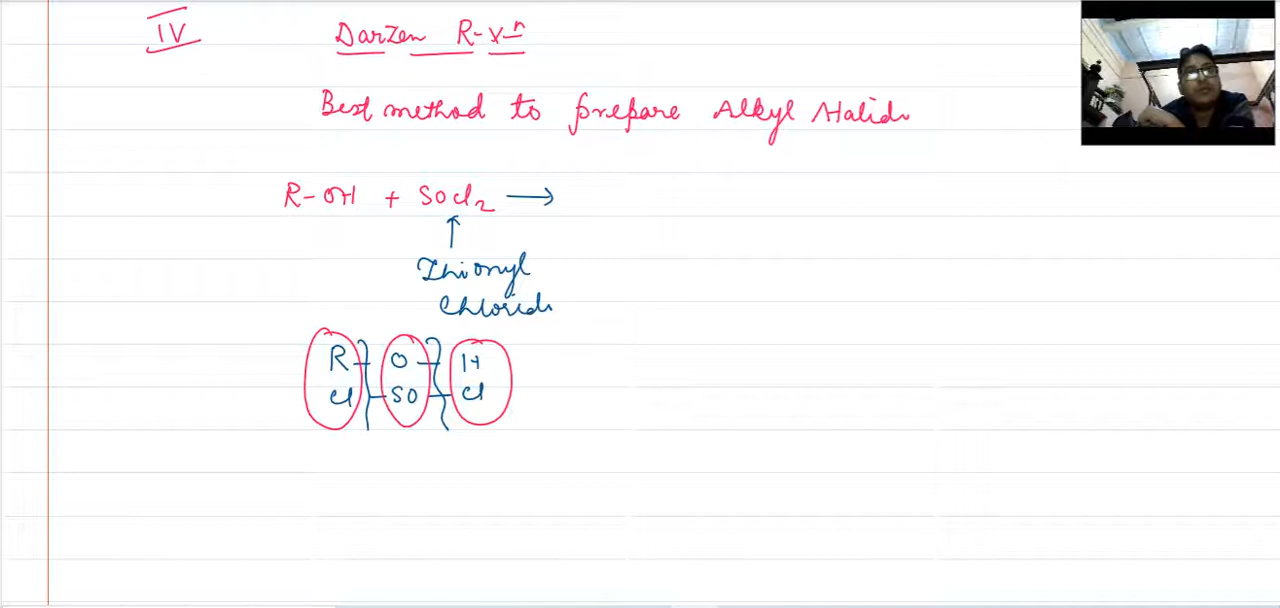 IV
Darzen R-xn
Best method to prepare Alkyl Halide
R-OH + SOCl2 →
↑
Thionyl
Chloride
R - O - H
Cl - SO - Cl